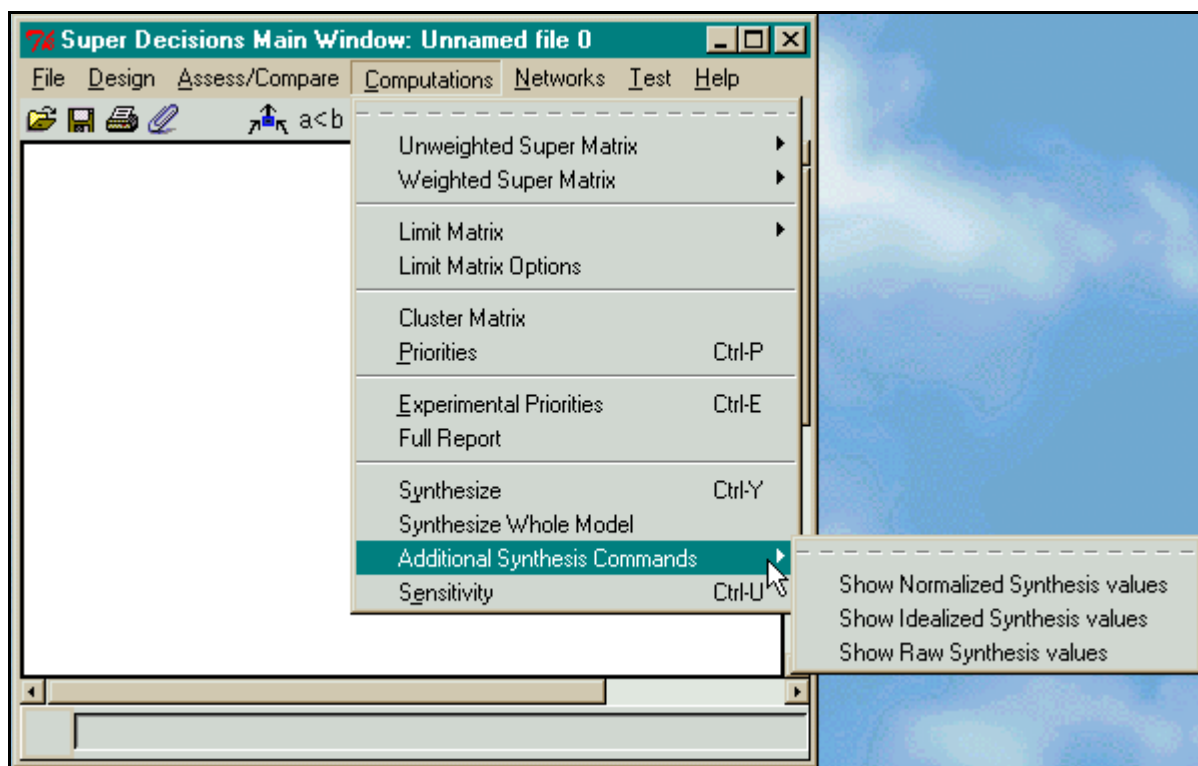 7k Super Decisions Main Window: Unnamed file 0
File Design Assess/Compare Computations Networks Test Help
a<b
Unweighted Super Matrix
Weighted Super Matrix
Limit Matrix
Limit Matrix Options
Cluster Matrix
Priorities Ctrl-P
Experimental Priorities Ctrl-E
Full Report
Synthesize Ctrl-Y
Synthesize Whole Model
Additional Synthesis Commands
Sensitivity Ctrl-U
Show Normalized Synthesis values
Show Idealized Synthesis values
Show Raw Synthesis values